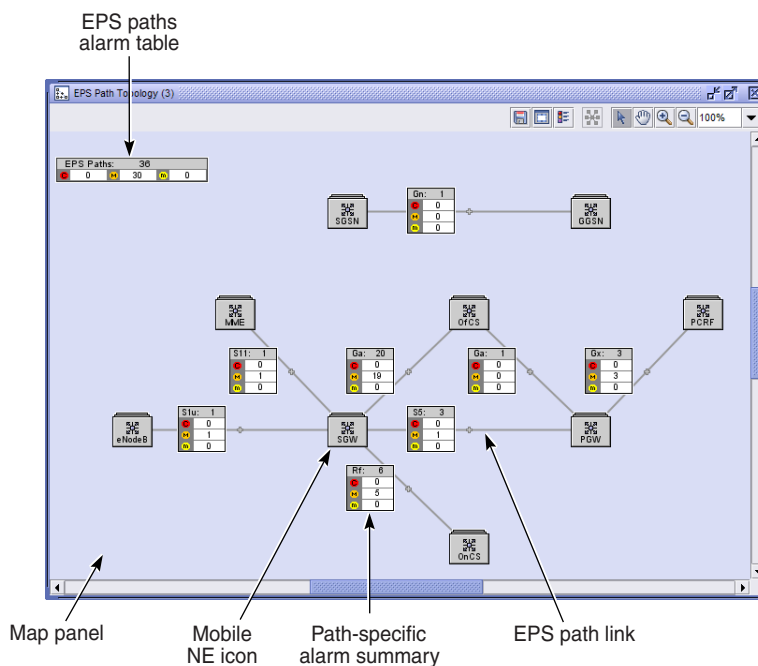 EPS paths
alarm table
EPS Path Topology (3)
100%
EPS Paths: 36
C 0 M 30 m 0
Gn: 1
C 0
M 0
m 0
SGSN
GGSN
MME
OfCS
PCRF
S11: 1
C 0
M 1
m 0
Ga: 20
C 0
M 19
m 0
Ga: 1
C 0
M 0
m 0
Gx: 3
C 0
M 3
m 0
S1u: 1
C 0
M 1
m 0
S5: 3
C 0
M 1
m 0
eNodeB
SGW
PGW
Rf: 6
C 0
M 5
m 0
OnCS
Map panel
Mobile
NE icon
Path-specific
alarm summary
EPS path link